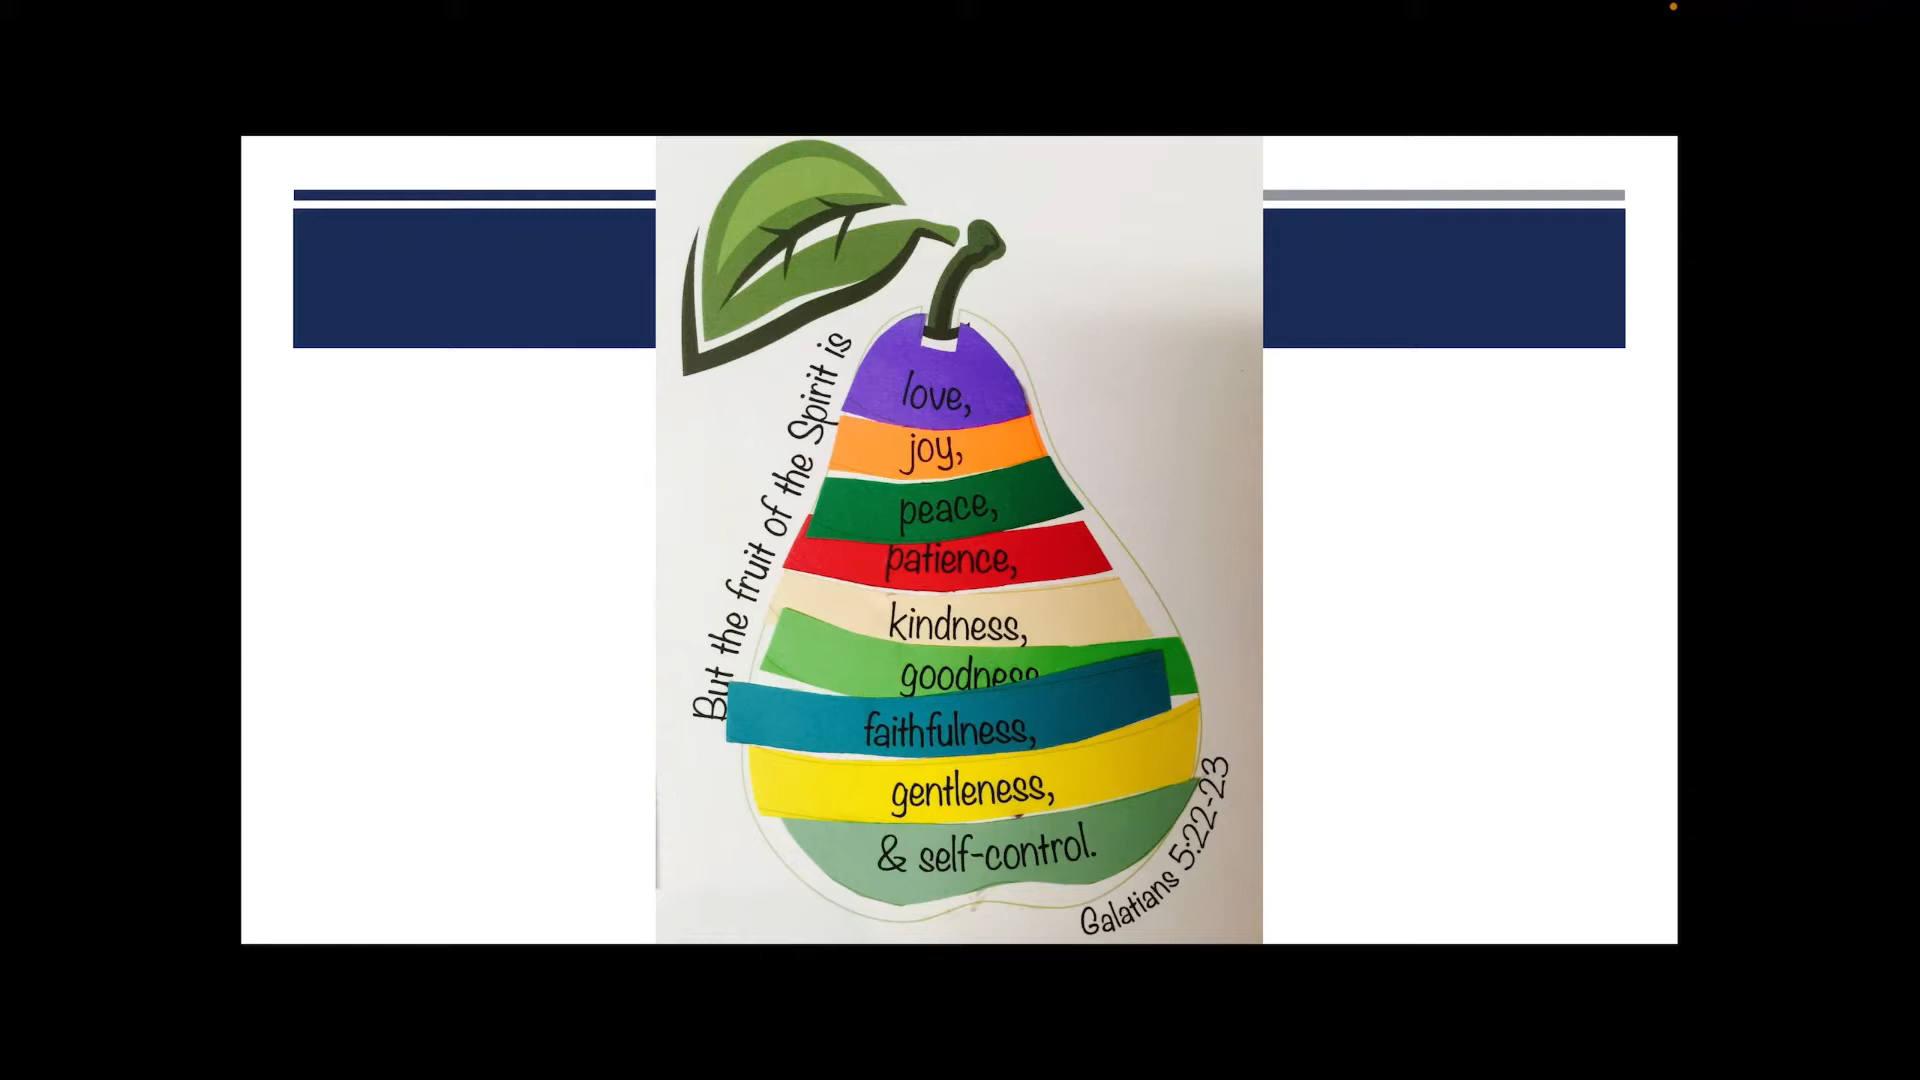 But the fruit of the Spirit is
love,
joy,
peace,
patience,
kindness,
goodness
faithfulness,
gentleness,
& self-control.
Galatians 5:22-23